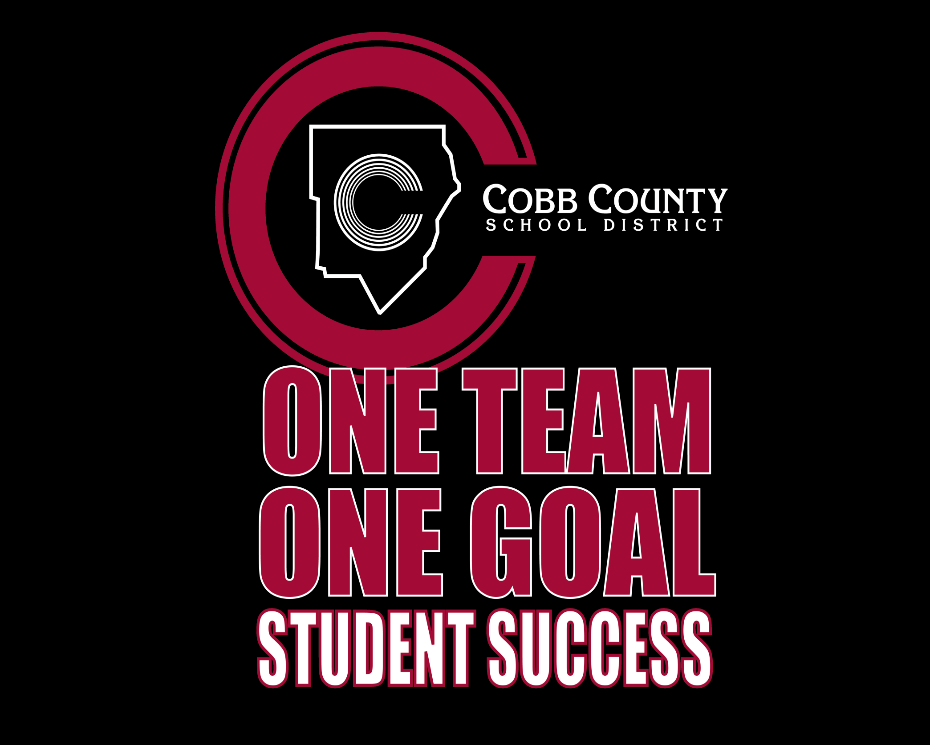 COBB COUNTY
SCHOOL DISTRICT
ONE TEAM
ONE GOAL
STUDENT SUCCESS